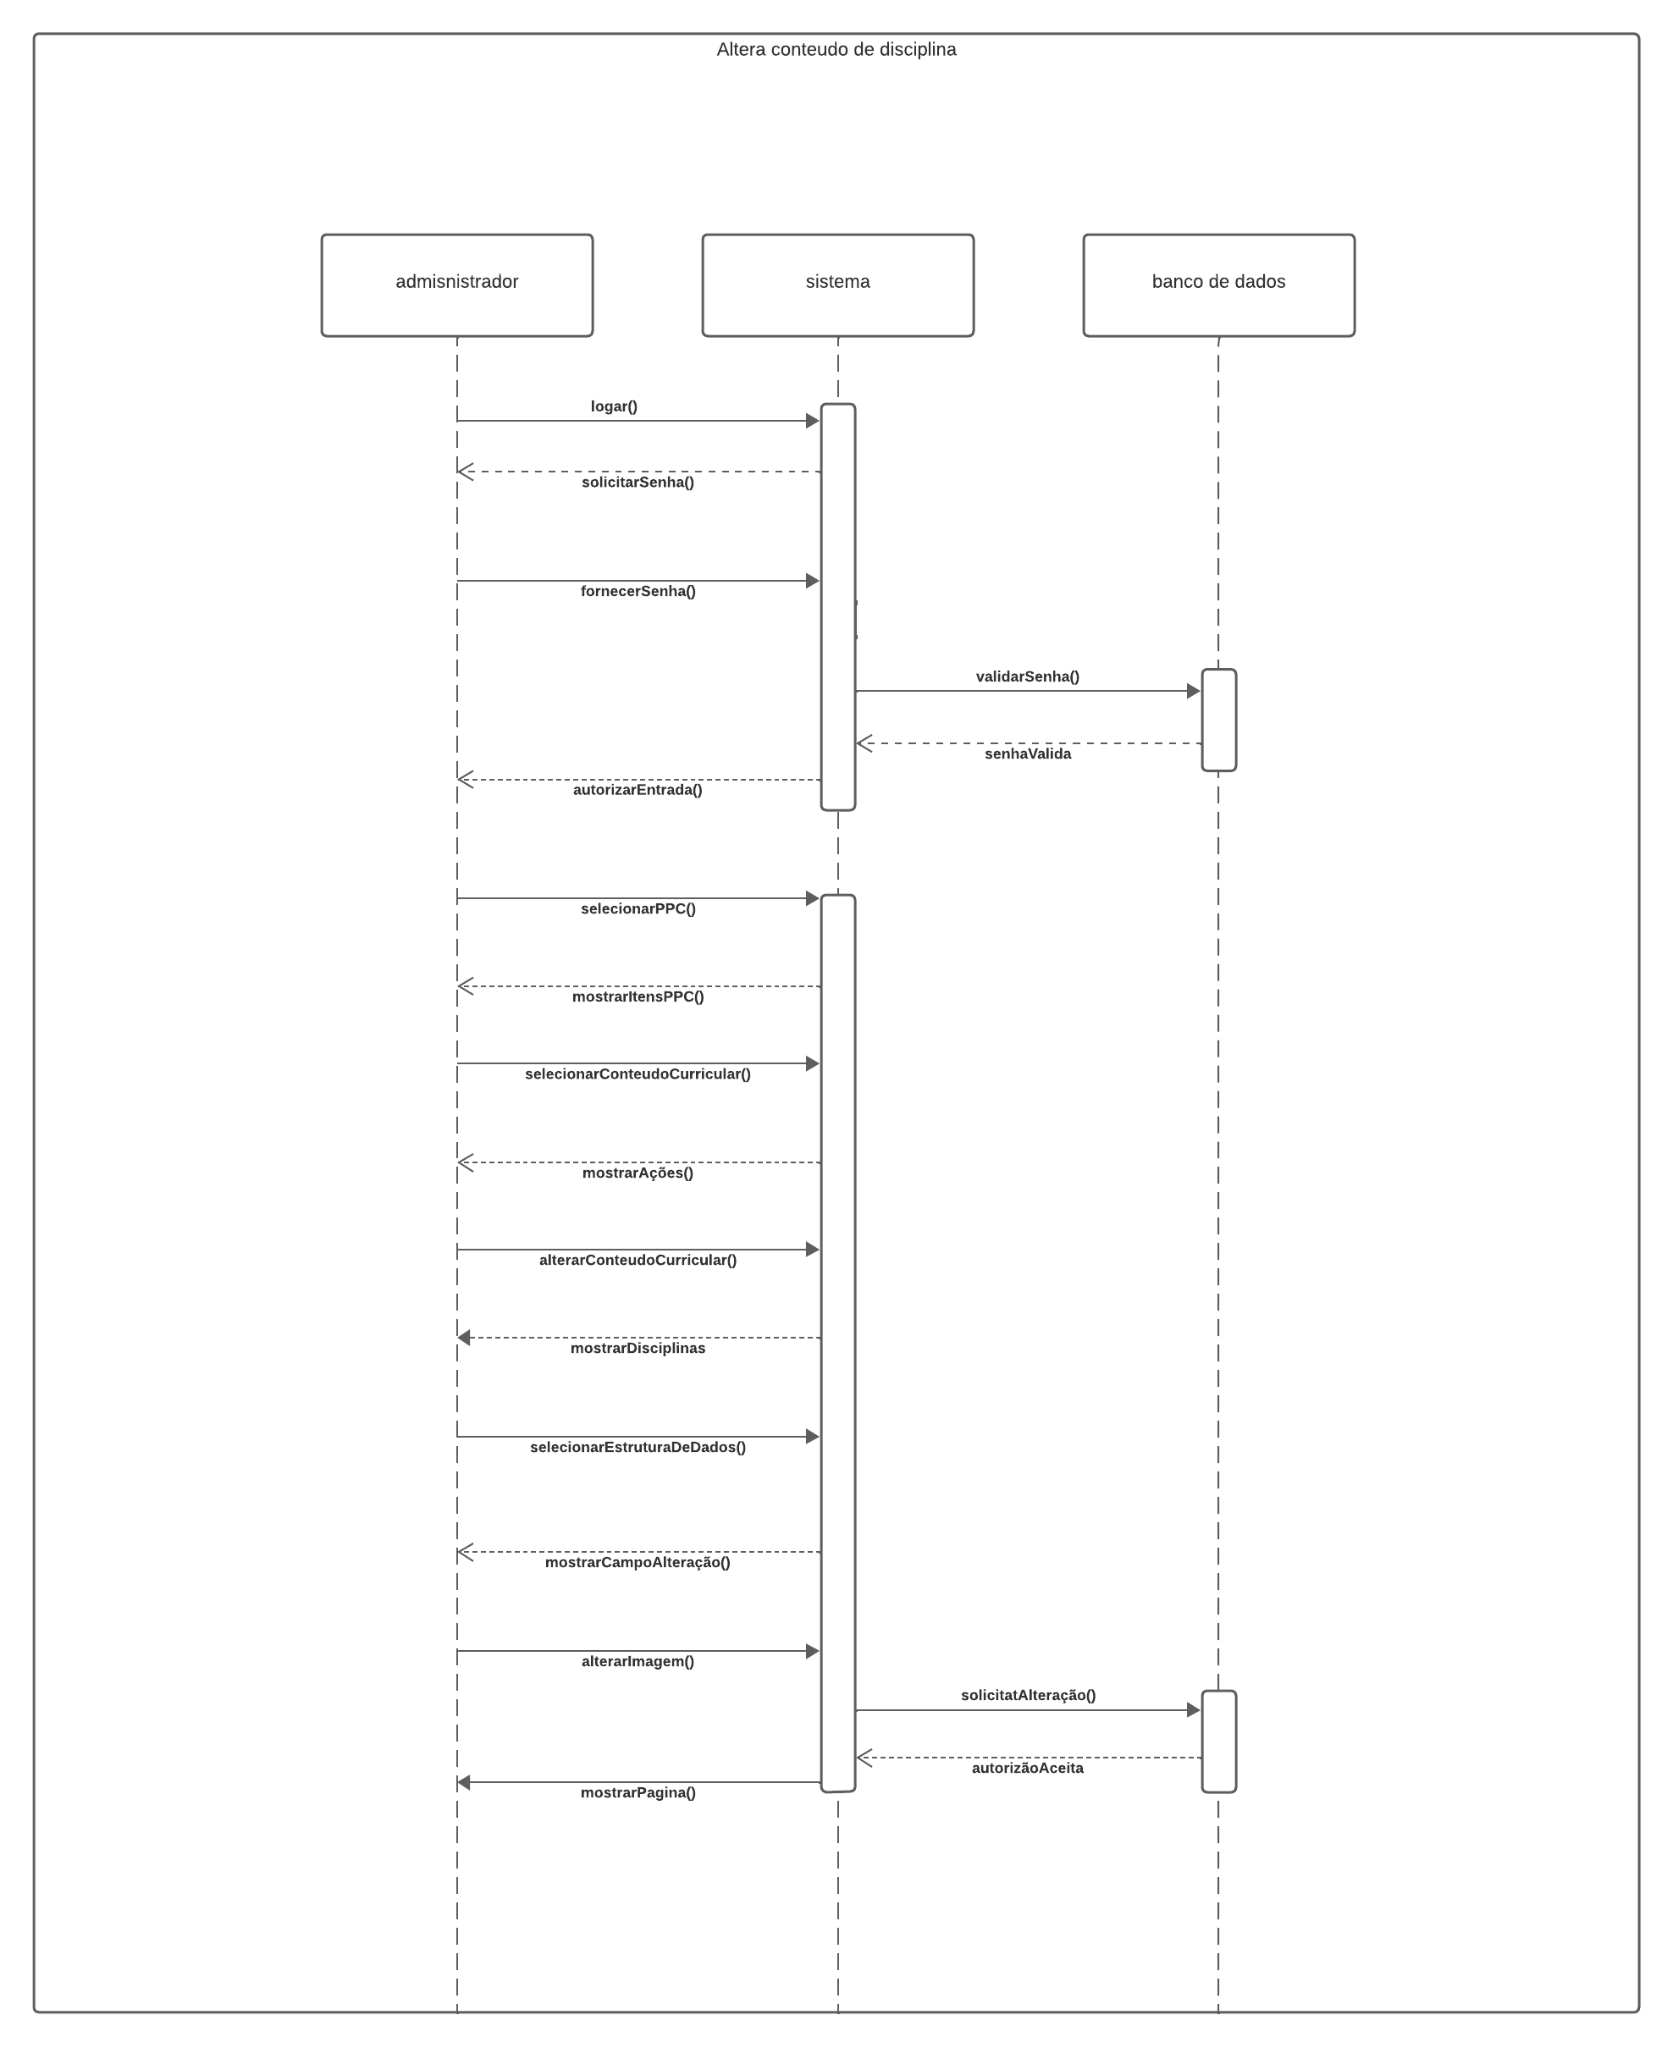 Altera conteudo de disciplina
admisnistrador
sistema
banco de dados
logar()
solicitarSenha()
fornecerSenha()
validarSenha()
senhaValida
autorizarEntrada()
selecionarPPC()
mostrarItensPPC()
selecionarConteudoCurricular()
mostrarAções()
alterarConteudoCurricular()
mostrarDisciplinas
selecionarEstruturaDeDados()
mostrarCampoAlteração()
alterarImagem()
solicitatAlteração()
autorizãoAceita
mostrarPagina()